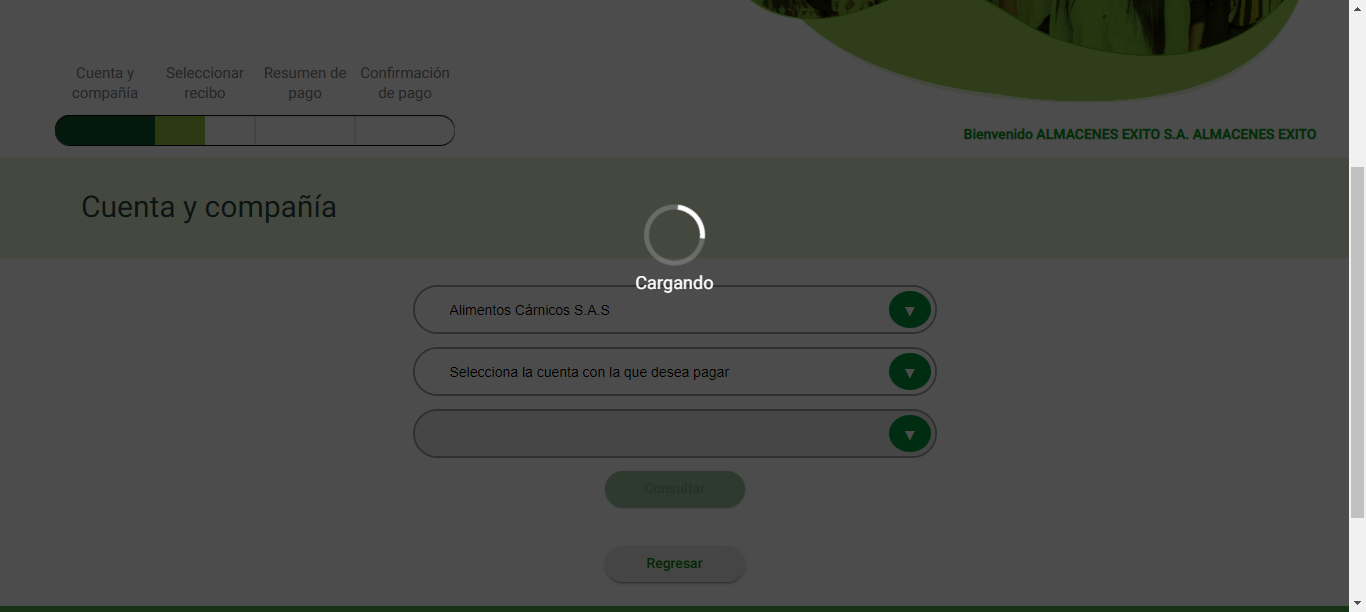 Cuenta y compañía
Seleccionar recibo
Resumen de pago
Confirmación de pago
Bienvenido ALMACENES EXITO S.A. ALMACENES EXITO
Cuenta y compañía
Cargando
Alimentos Cárnicos S.A.S
Selecciona la cuenta con la que desea pagar
Consultar
Regresar